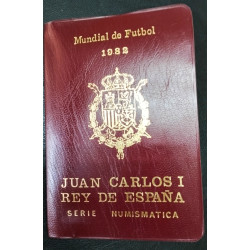 Mundial de Futbol
1982
JUAN CARLOS I
REY DE ESPAÑA
SERIE NUMISMATICA